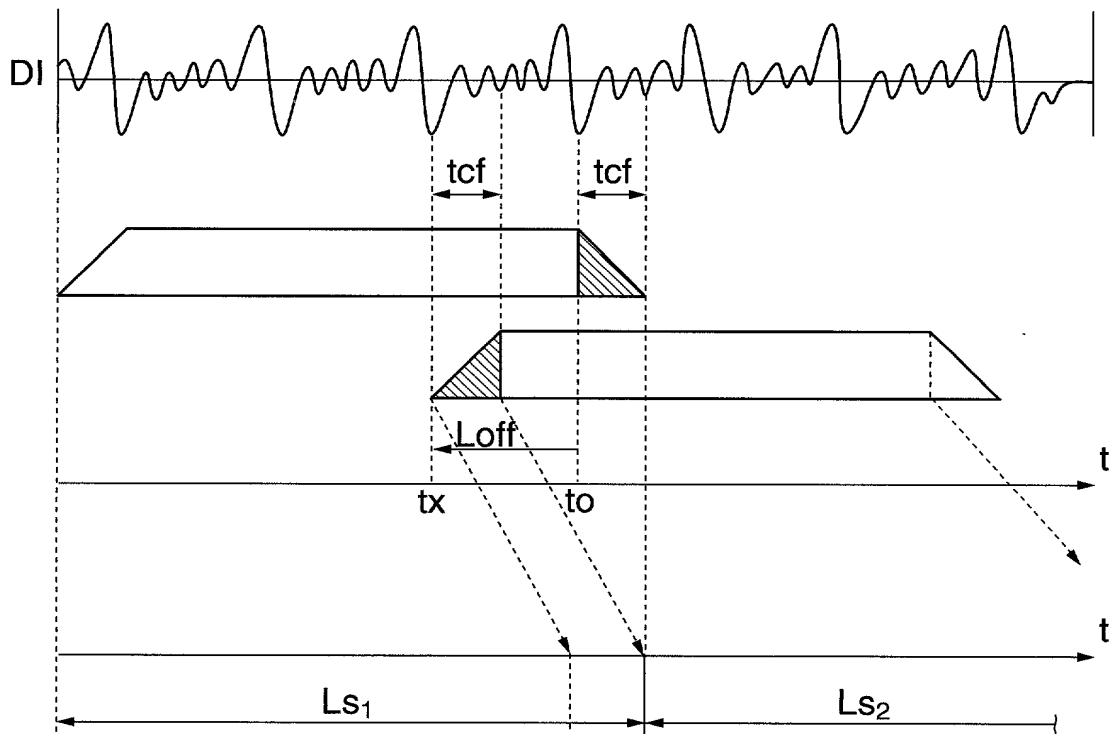 DI
tcf tcf
Loff
t
tx to
t
Ls₁ Ls₂